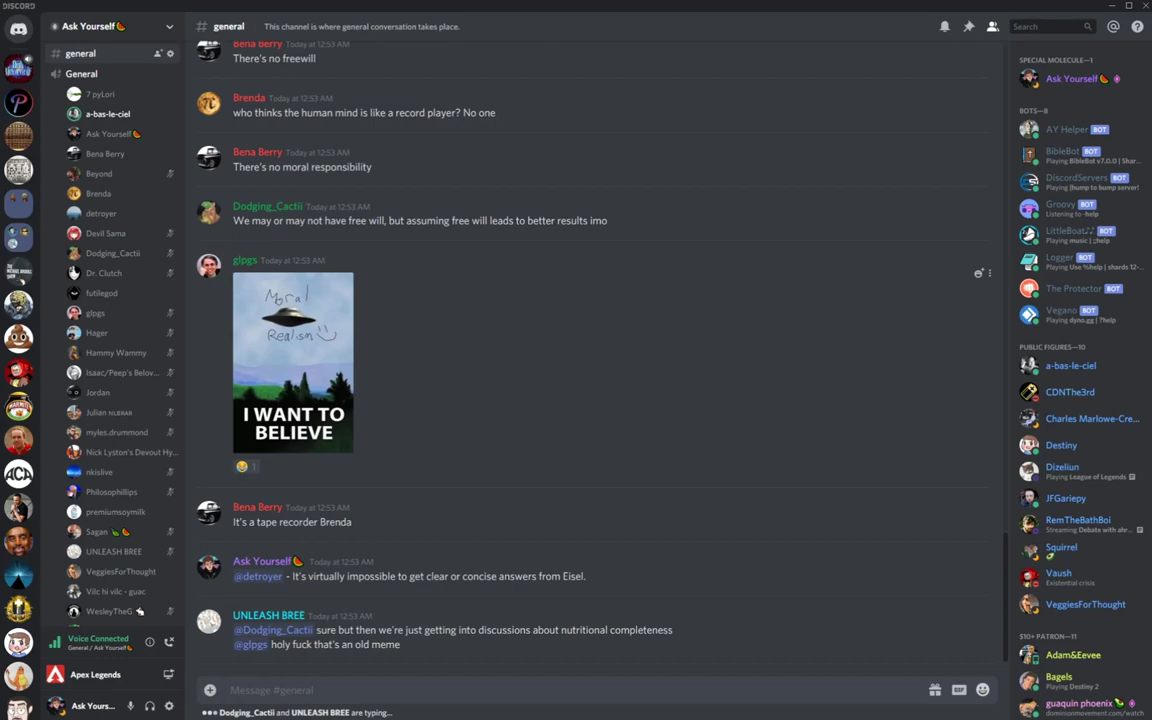 DISCORD
Ask Yourself🍉
general
This channel is where general conversation takes place.
Search
general
General
7 pyLori
a-bas-le-ciel
Ask Yourself 🍉
Bena Berry
Beyond
Brenda
detroyer
Devil Sama
Dodging_Cactii
Dr. Clutch
futilegod
glpgs
Hager
Hammy Wammy
Isaac/Peep's Belov...
Jordan
Julian NLBRAR
myles.drummond
Nick Lyston's Devout Hy...
nkislive
Philosophillips
premiumsoymilk
Sagan
UNLEASH BREE
VeggiesForThought
Vilc hi vilc - guac
WesleyTheG
Voice Connected
General / Ask Yourself🍉
Apex Legends
Ask Yours...
THE MICHAEL BROOKS SHOW
ACA
Bena Berry Today at 12:53 AM
There's no freewill
Brenda Today at 12:53 AM
who thinks the human mind is like a record player? No one
Bena Berry Today at 12:53 AM
There's no moral responsibility
Dodging_Cactii Today at 12:53 AM
We may or may not have free will, but assuming free will leads to better results imo
glpgs Today at 12:53 AM
Moral
Realism
I WANT TO
BELIEVE
😂 1
Bena Berry Today at 12:53 AM
It's a tape recorder Brenda
Ask Yourself🍉 Today at 12:53 AM
@detroyer - It's virtually impossible to get clear or concise answers from Eisel.
UNLEASH BREE Today at 12:53 AM
@Dodging_Cactii sure but then we're just getting into discussions about nutritional completeness
@glpgs holy fuck that's an old meme
Message #general
GIF
Dodging_Cactii and UNLEASH BREE are typing...
SPECIAL MOLECULE—1
Ask Yourself 🍉
BOTS—8
AY Helper BOT
BibleBot BOT
Playing BibleBot v7.0.0 | Shar...
DiscordServers BOT
Playing !bump to bump server!
Groovy BOT
Listening to -help
LittleBoat♪♪ BOT
Playing music | ;;help
Logger BOT
Playing Use %help | shards 12-...
The Protector BOT
Vegano BOT
Playing dyno.gg | ?help
PUBLIC FIGURES—10
a-bas-le-ciel
CDNThe3rd
Charles Marlowe-Cre...
Destiny
Dizeliun
Playing League of Legends
JFGariepy
RemTheBathBoi
Streaming Debate with ahr...
Squirrel
Vaush
Existential crisis
VeggiesForThought
$10+ PATRON—11
Adam&Eevee
Bagels
Playing Destiny 2
guaquin phoenix
dominionmovement.com/watch